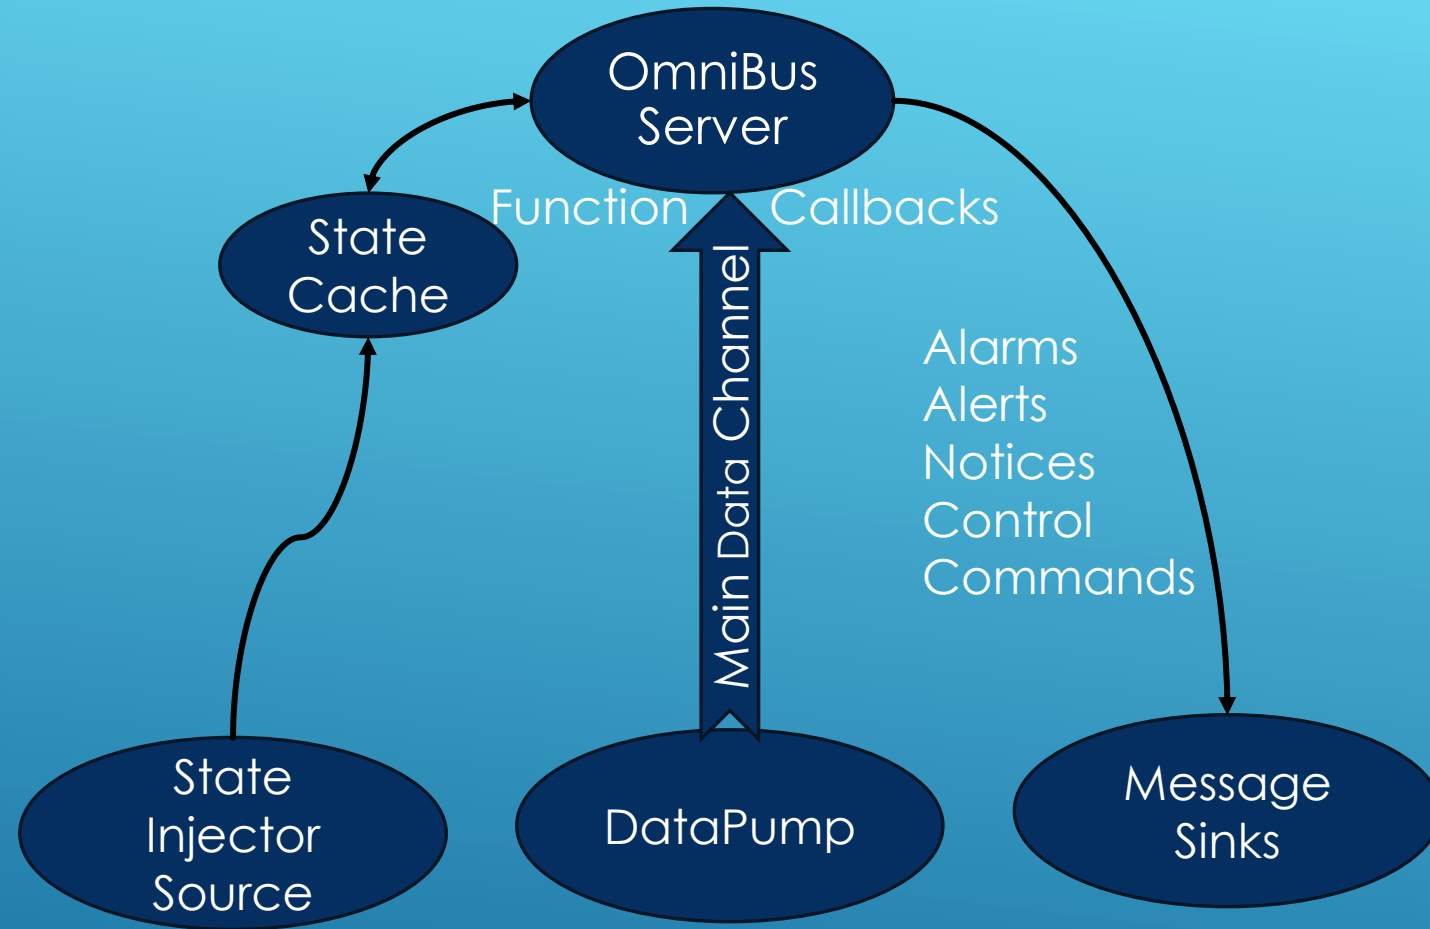 OmniBus
Server
Function Callbacks
State
Cache
Main Data Channel
Alarms
Alerts
Notices
Control
Commands
State
Injector
Source
DataPump
Message
Sinks